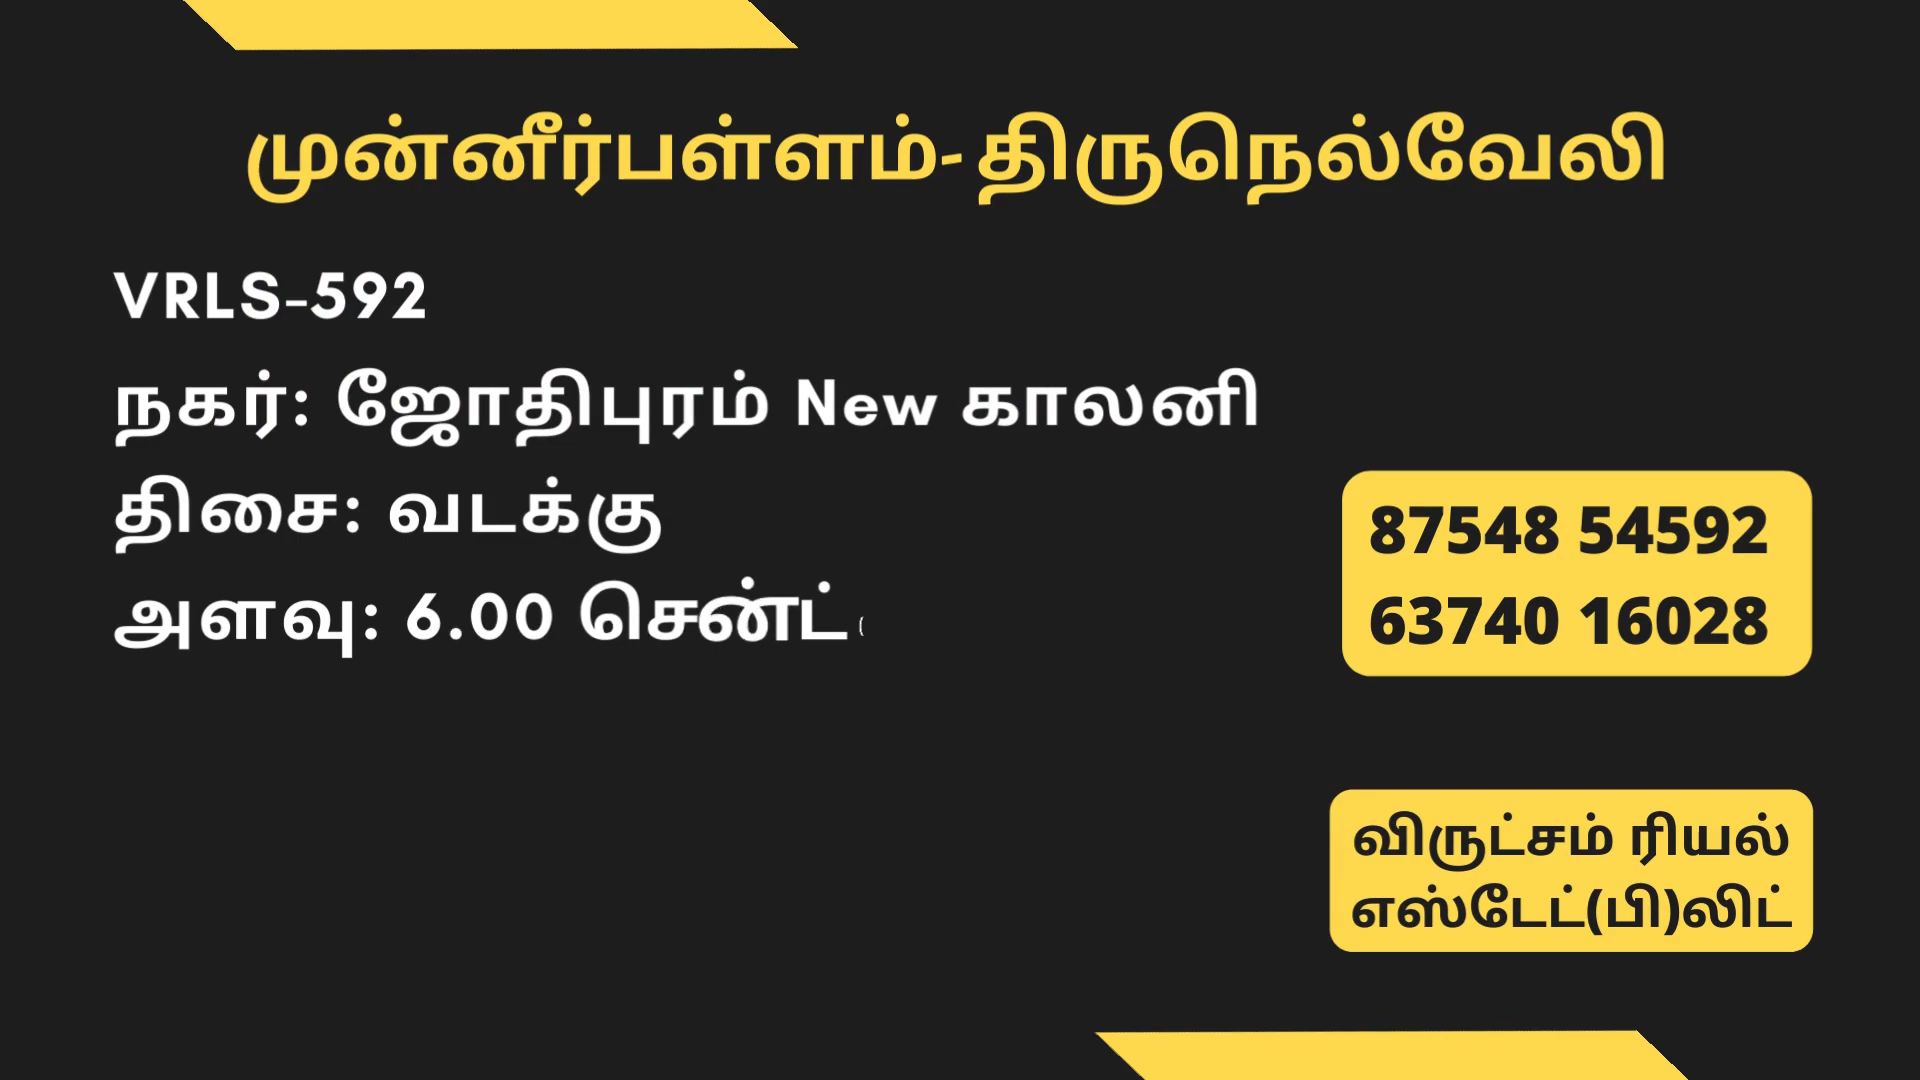 முன்னீர்பள்ளம்-திருநெல்வேலி
VRLS-592
நகர்: ஜோதிபுரம் New காலனி
திசை: வடக்கு
அளவு: 6.00 சென்ட் (
87548 54592
63740 16028
விருட்சம் ரியல்
எஸ்டேட்(பி)லிட்